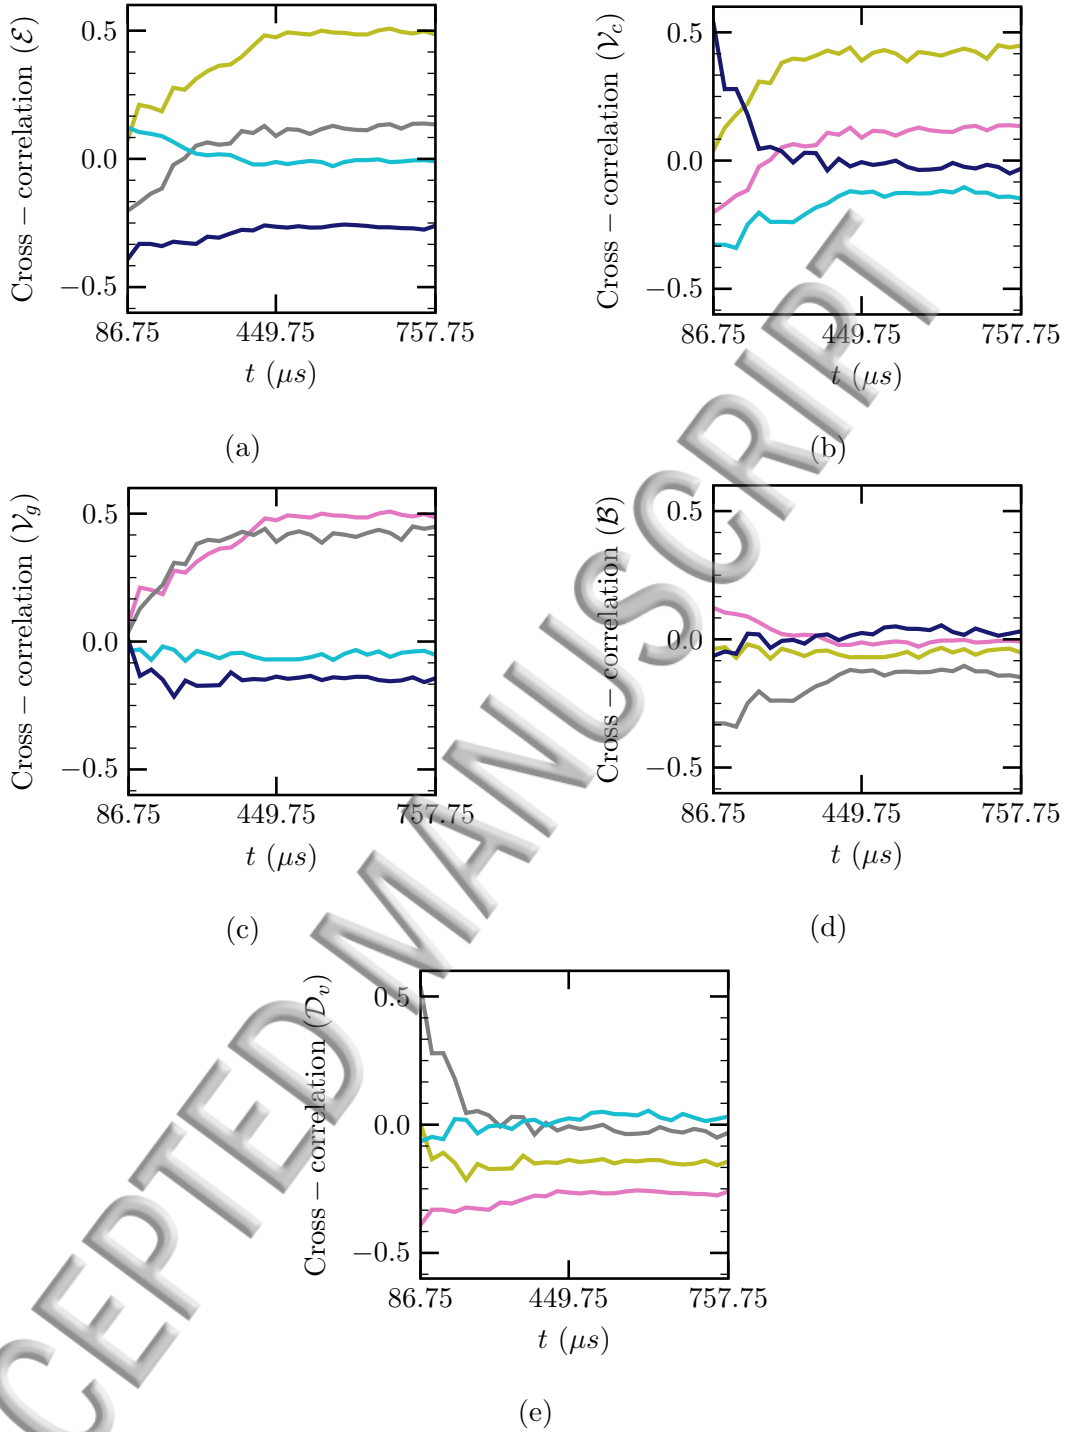 Cross − correlation (ℰ)
0.5
0.0
−0.5
86.75 449.75 757.75
t (μs)
(a)
Cross − correlation (𝒱c)
0.5
0.0
−0.5
86.75 449.75 757.75
t (μs)
(b)
Cross − correlation (𝒱g)
0.5
0.0
−0.5
86.75 449.75 757.75
t (μs)
(c)
Cross − correlation (ℬ)
0.5
0.0
−0.5
86.75 449.75 757.75
t (μs)
(d)
Cross − correlation (𝒟v)
0.5
0.0
−0.5
86.75 449.75 757.75
t (μs)
(e)
CEPTED MANUSCRIPT